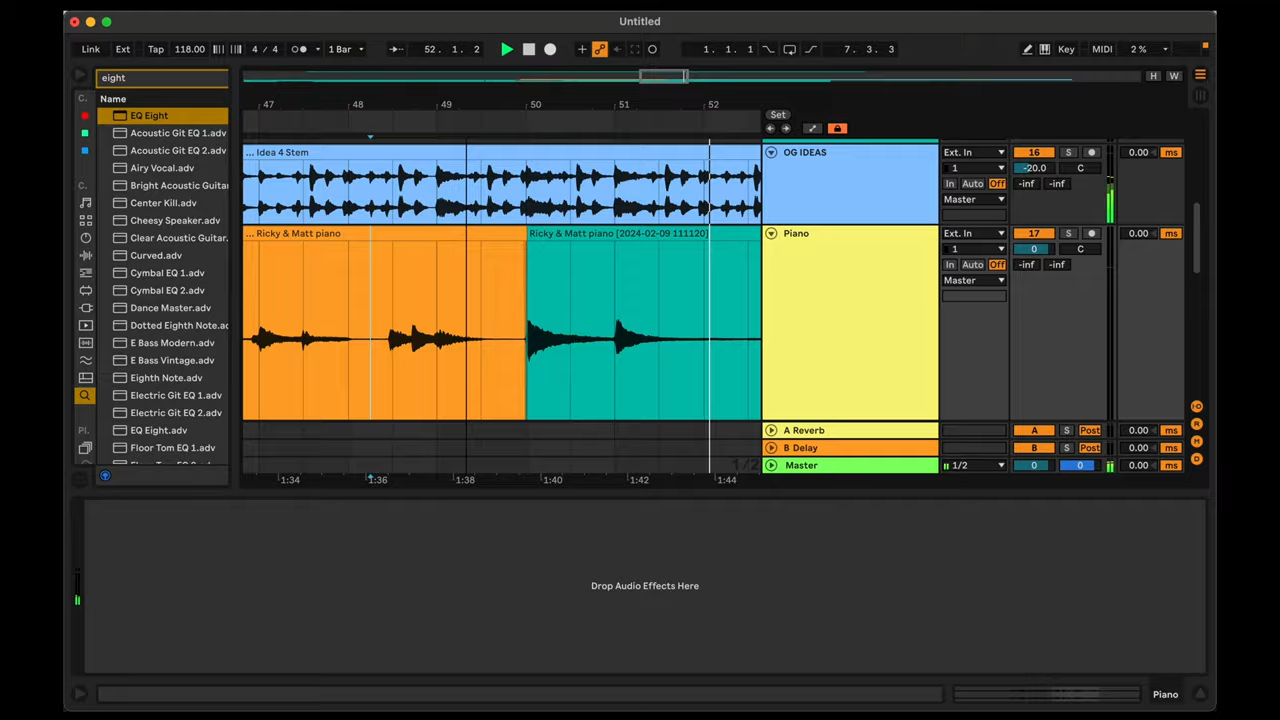 Untitled
Link Ext Tap 118.00 4 / 4 1 Bar 52. 1. 2 1. 1. 1 7. 3. 3 Key MIDI 2 %
eight
H W
C. Name
EQ Eight
Acoustic Git EQ 1.adv
Acoustic Git EQ 2.adv
Airy Vocal.adv
C. Bright Acoustic Guita
Center Kill.adv
Cheesy Speaker.adv
Clear Acoustic Guitar.
Curved.adv
Cymbal EQ 1.adv
Cymbal EQ 2.adv
Dance Master.adv
Dotted Eighth Note.ad
E Bass Modern.adv
E Bass Vintage.adv
Eighth Note.adv
Electric Git EQ 1.adv
Electric Git EQ 2.adv
EQ Eight.adv
Pl.
Floor Tom EQ 1.adv
47 48 49 50 51 52
Set
... Idea 4 Stem
OG IDEAS
Ext. In 16 S 0.00 ms
1 -20.0 C
In Auto Off -inf -inf
Master
... Ricky & Matt piano
Ricky & Matt piano [2024-02-09 111120]
Piano
Ext. In 17 S 0.00 ms
1 0 C
In Auto Off -inf -inf
Master
A Reverb A S Post ms
B Delay B S Post ms
1/2 Master 1/2 0 0 ms
I·O
R
M
D
1:34 1:36 1:38 1:40 1:42 1:44
Drop Audio Effects Here
Piano